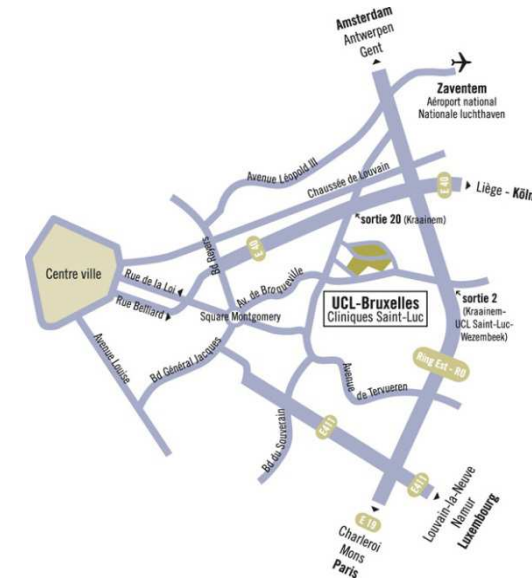 Amsterdam
Antwerpen
Gent
Zaventem
Aéroport national
Nationale luchthaven
Avenue Léopold III
Chaussée de Louvain
E.40
Liège - Köln
sortie 20 (Kraainem)
Bd Reyers
E.40
Centre ville
Rue de la Loi
Rue Belliard
Av. de Broqueville
Square Montgomery
UCL-Bruxelles
Cliniques Saint-Luc
sortie 2
(Kraainem-
UCL Saint-Luc-
Wezembeek)
Avenue Louise
Bd Général Jacques
Ring Est - R0
Avenue
de Tervueren
Bd du Souverain
E411
E411
E.19
Charleroi
Mons
Paris
Louvain-la-Neuve
Namur
Luxembourg